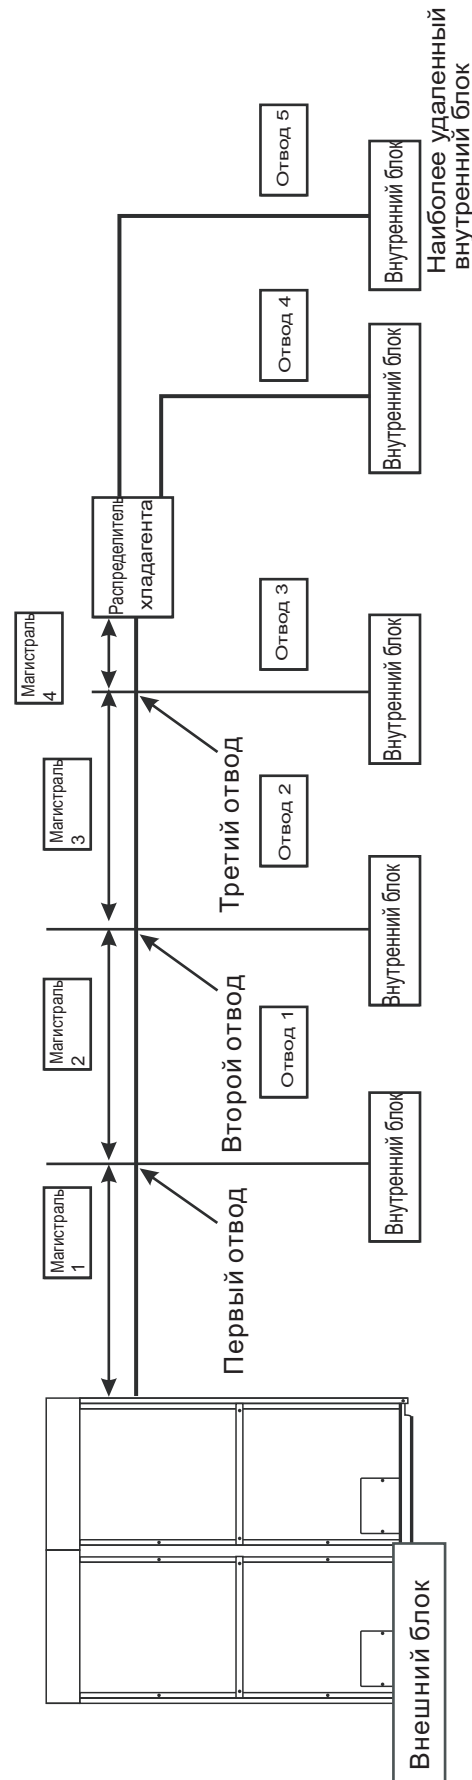 Магистраль
1
Магистраль
2
Магистраль
3
Магистраль
4
Распределитель
хладагента
Первый отвод
Второй отвод
Третий отвод
Отвод 1
Отвод 2
Отвод 3
Отвод 4
Отвод 5
Внешний блок
Внутренний блок
Внутренний блок
Внутренний блок
Внутренний блок
Внутренний блок
Наиболее удаленный
внутренний блок